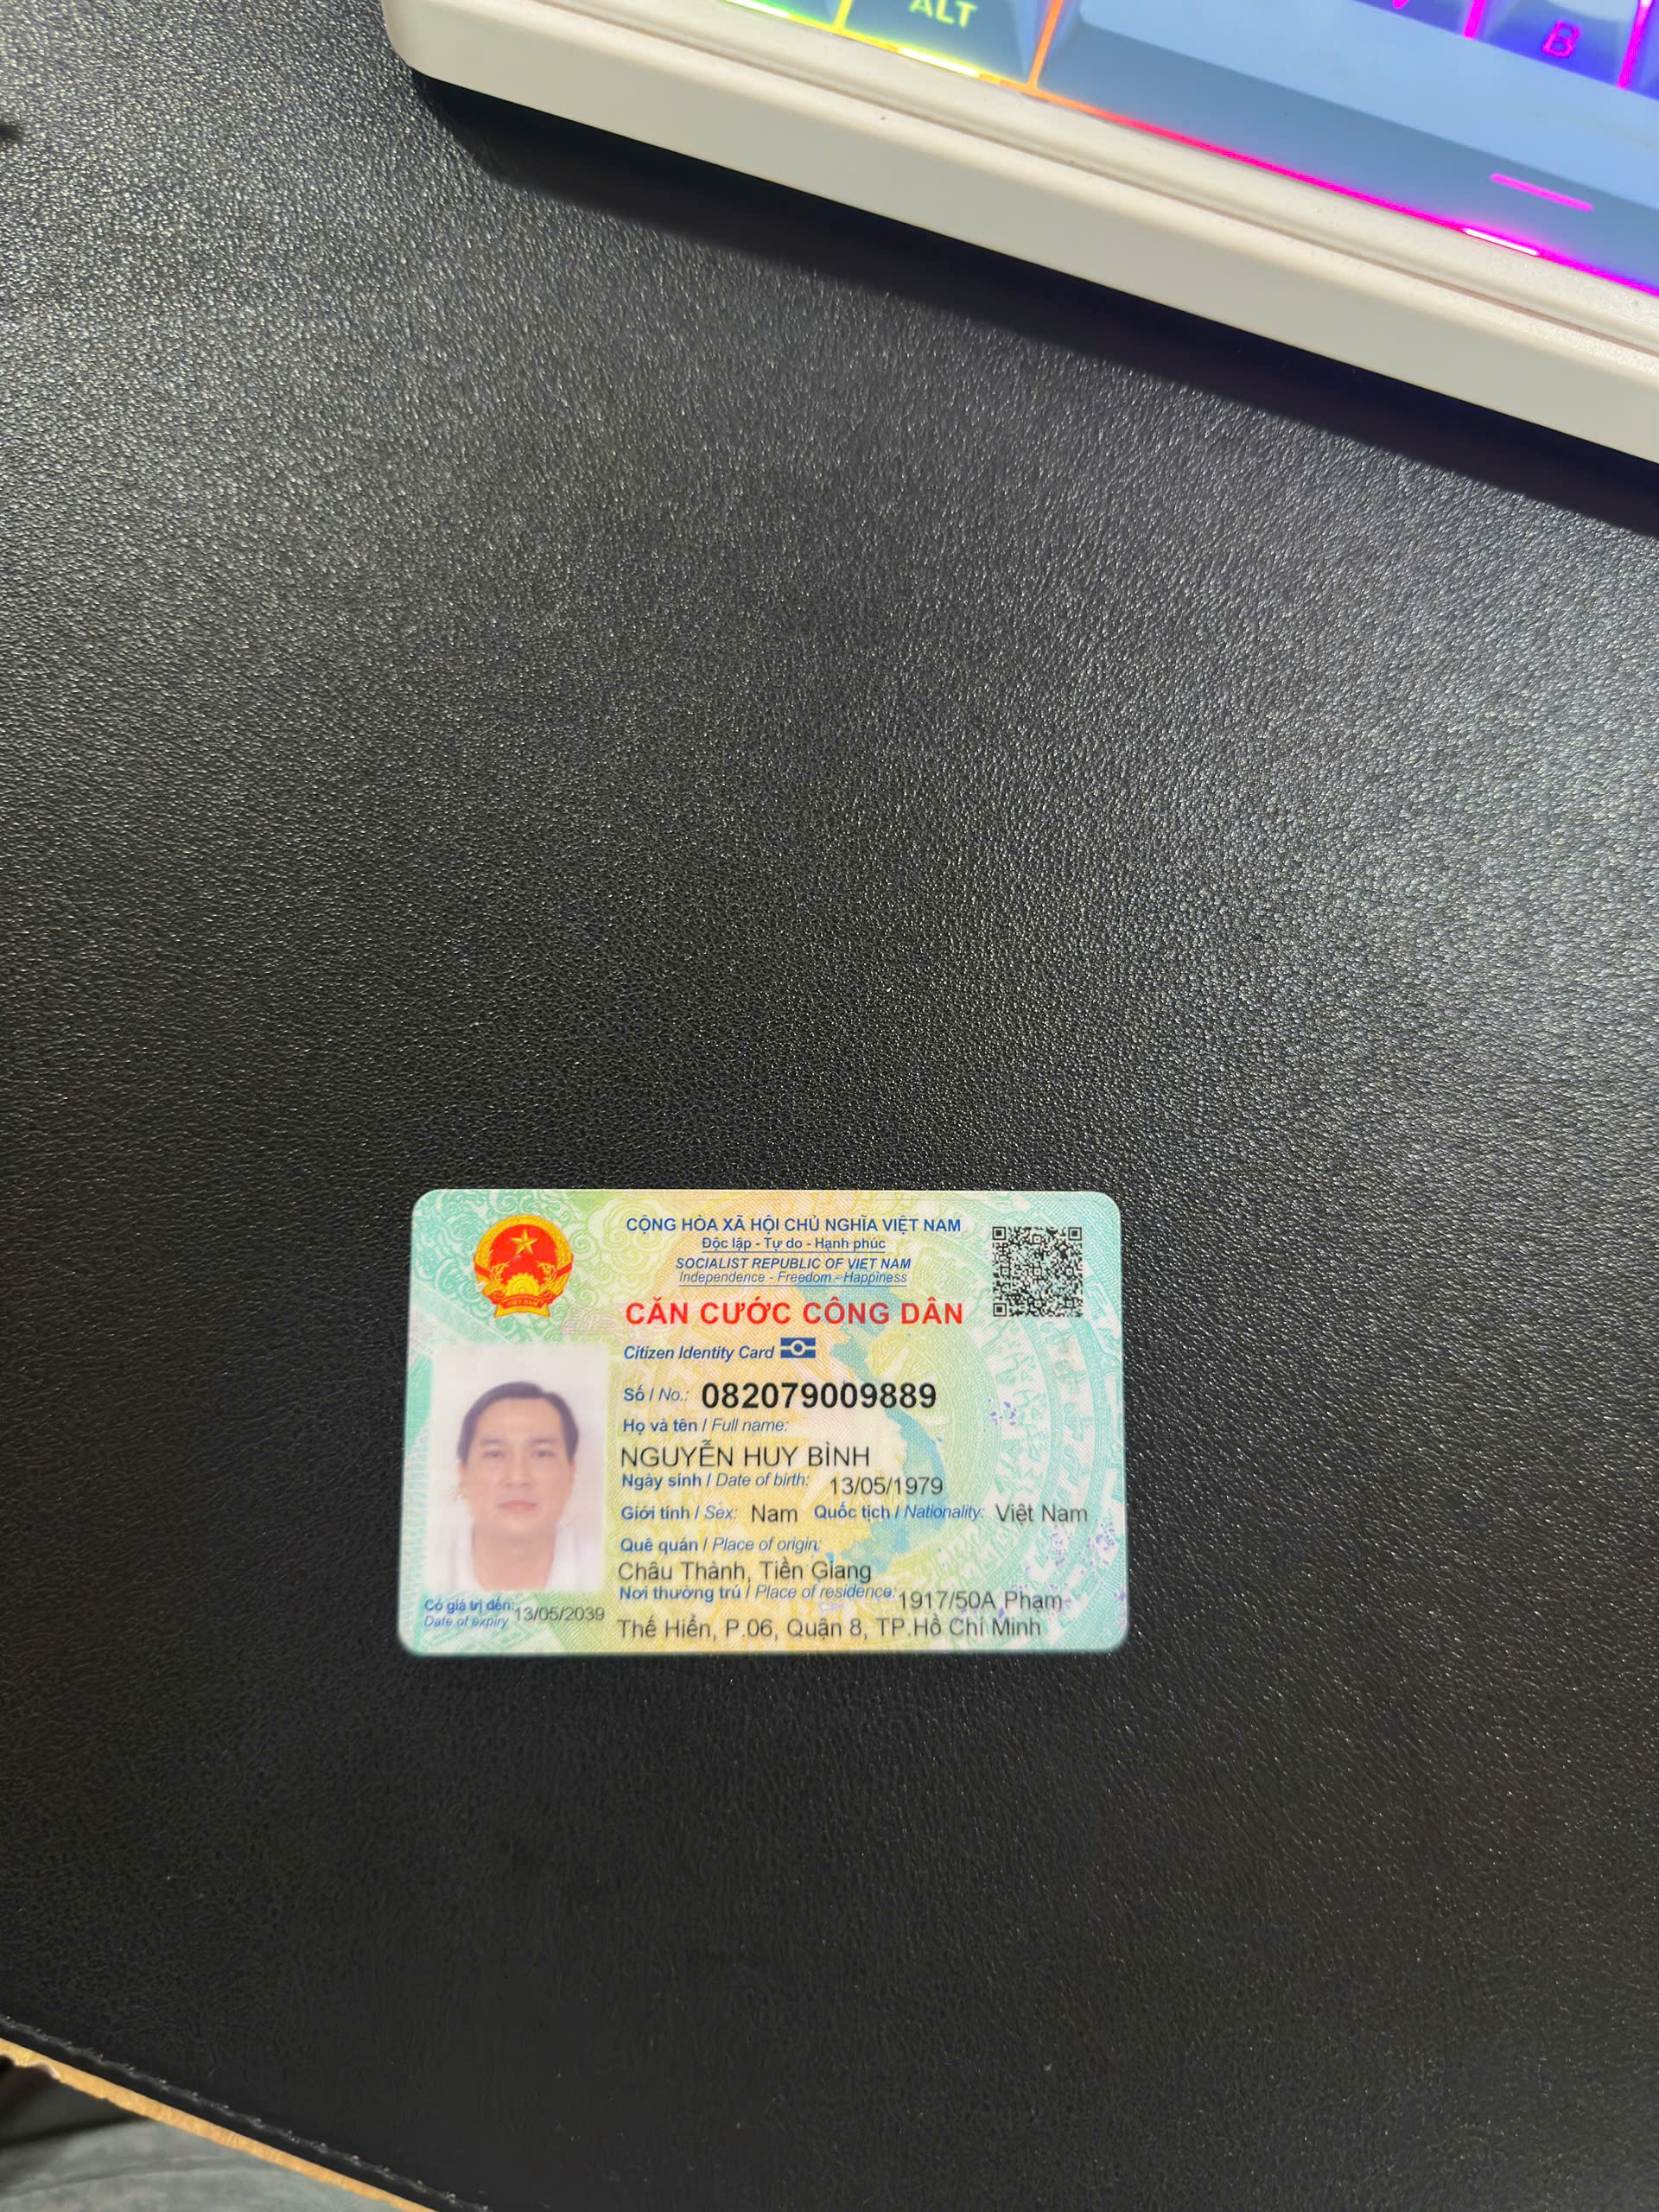 ALT
B
CỘNG HÒA XÃ HỘI CHỦ NGHĨA VIỆT NAM
Độc lập - Tự do - Hạnh phúc
SOCIALIST REPUBLIC OF VIET NAM
Independence - Freedom - Happiness
CĂN CƯỚC CÔNG DÂN
Citizen Identity Card
Số / No.: 082079009889
Họ và tên / Full name:
NGUYỄN HUY BÌNH
Ngày sinh / Date of birth: 13/05/1979
Giới tính / Sex: Nam Quốc tịch / Nationality: Việt Nam
Quê quán / Place of origin:
Châu Thành, Tiền Giang
Nơi thường trú / Place of residence: 1917/50A Phạm
Thế Hiển, P.06, Quận 8, TP.Hồ Chí Minh
Có giá trị đến: 13/05/2039
Date of expiry